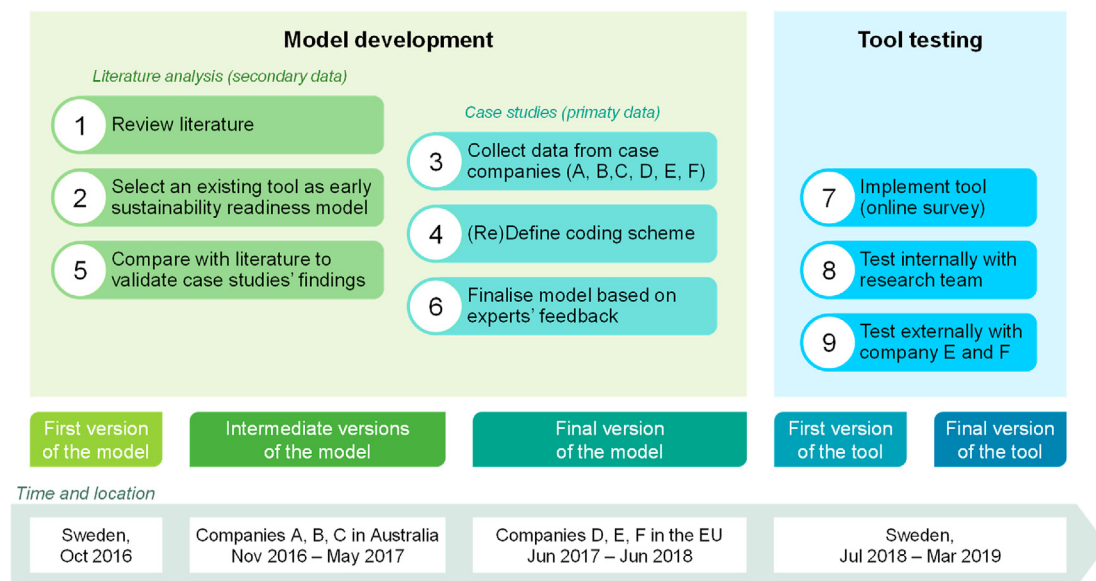 Model development
Literature analysis (secondary data)
1
Review literature
2
Select an existing tool as early
sustainability readiness model
5
Compare with literature to
validate case studies' findings
Case studies (primaty data)
3
Collect data from case
companies (A, B,C, D, E, F)
4
(Re)Define coding scheme
6
Finalise model based on
experts' feedback
Tool testing
7
Implement tool
(online survey)
8
Test internally with
research team
9
Test externally with
company E and F
First version
of the model
Intermediate versions
of the model
Final version
of the model
First version
of the tool
Final version
of the tool
Time and location
Sweden,
Oct 2016
Companies A, B, C in Australia
Nov 2016 – May 2017
Companies D, E, F in the EU
Jun 2017 – Jun 2018
Sweden,
Jul 2018 – Mar 2019